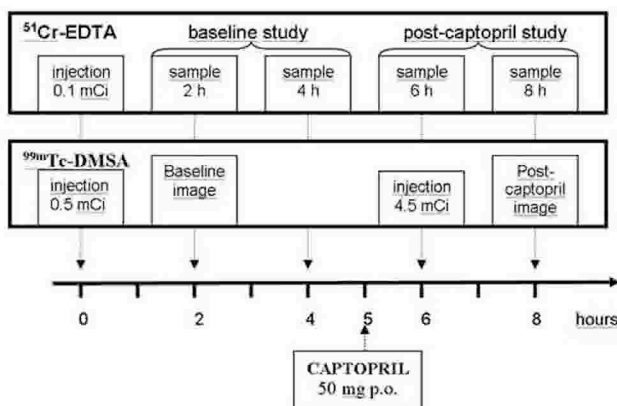 51Cr-EDTA
baseline study
post-captopril study
injection
0.1 mCi
sample
2 h
sample
4 h
sample
6 h
sample
8 h
99mTc-DMSA
injection
0.5 mCi
Baseline
image
injection
4.5 mCi
Post-
captopril
image
0 2 4 5 6 8 hours
CAPTOPRIL
50 mg p.o.